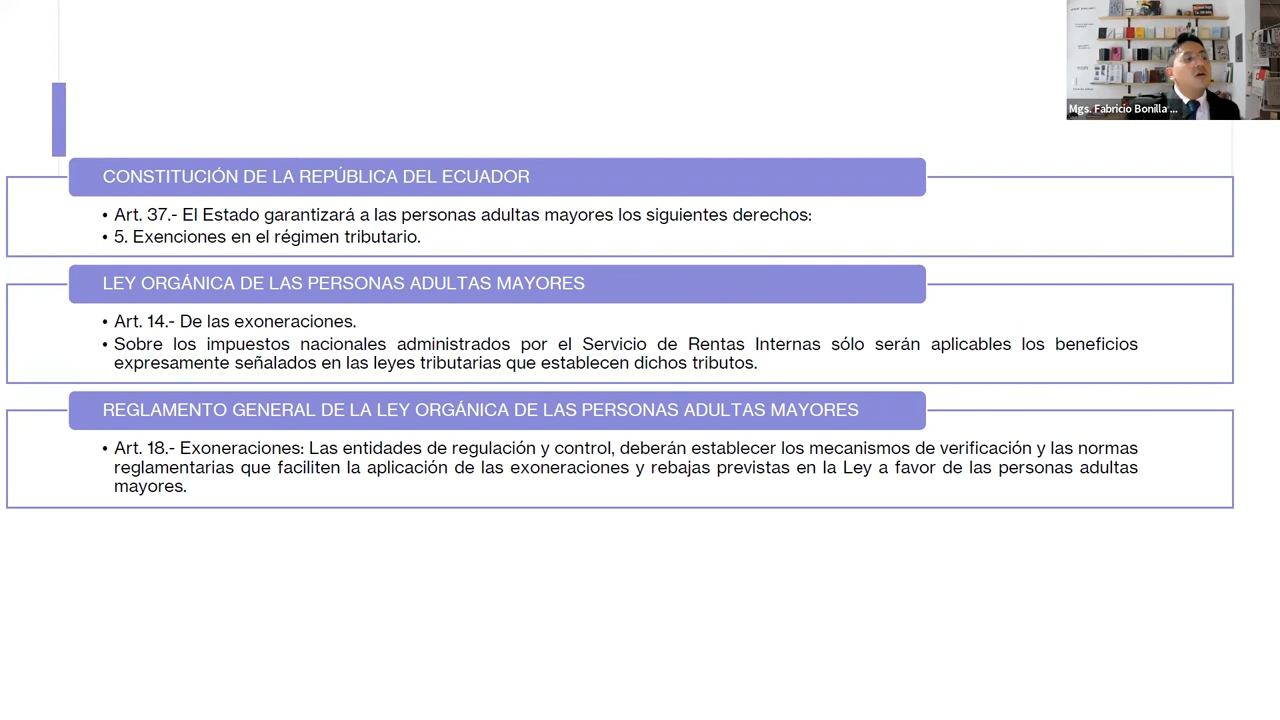 Mgs. Fabricio Bonilla ...
CONSTITUCIÓN DE LA REPÚBLICA DEL ECUADOR
• Art. 37.- El Estado garantizará a las personas adultas mayores los siguientes derechos:
• 5. Exenciones en el régimen tributario.
LEY ORGÁNICA DE LAS PERSONAS ADULTAS MAYORES
• Art. 14.- De las exoneraciones.
• Sobre los impuestos nacionales administrados por el Servicio de Rentas Internas sólo serán aplicables los beneficios
expresamente señalados en las leyes tributarias que establecen dichos tributos.
REGLAMENTO GENERAL DE LA LEY ORGÁNICA DE LAS PERSONAS ADULTAS MAYORES
• Art. 18.- Exoneraciones: Las entidades de regulación y control, deberán establecer los mecanismos de verificación y las normas
reglamentarias que faciliten la aplicación de las exoneraciones y rebajas previstas en la Ley a favor de las personas adultas
mayores.